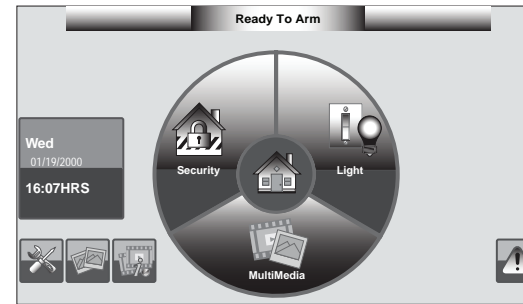 Ready To Arm
Security
Light
Wed
01/19/2000
16:07HRS
MultiMedia